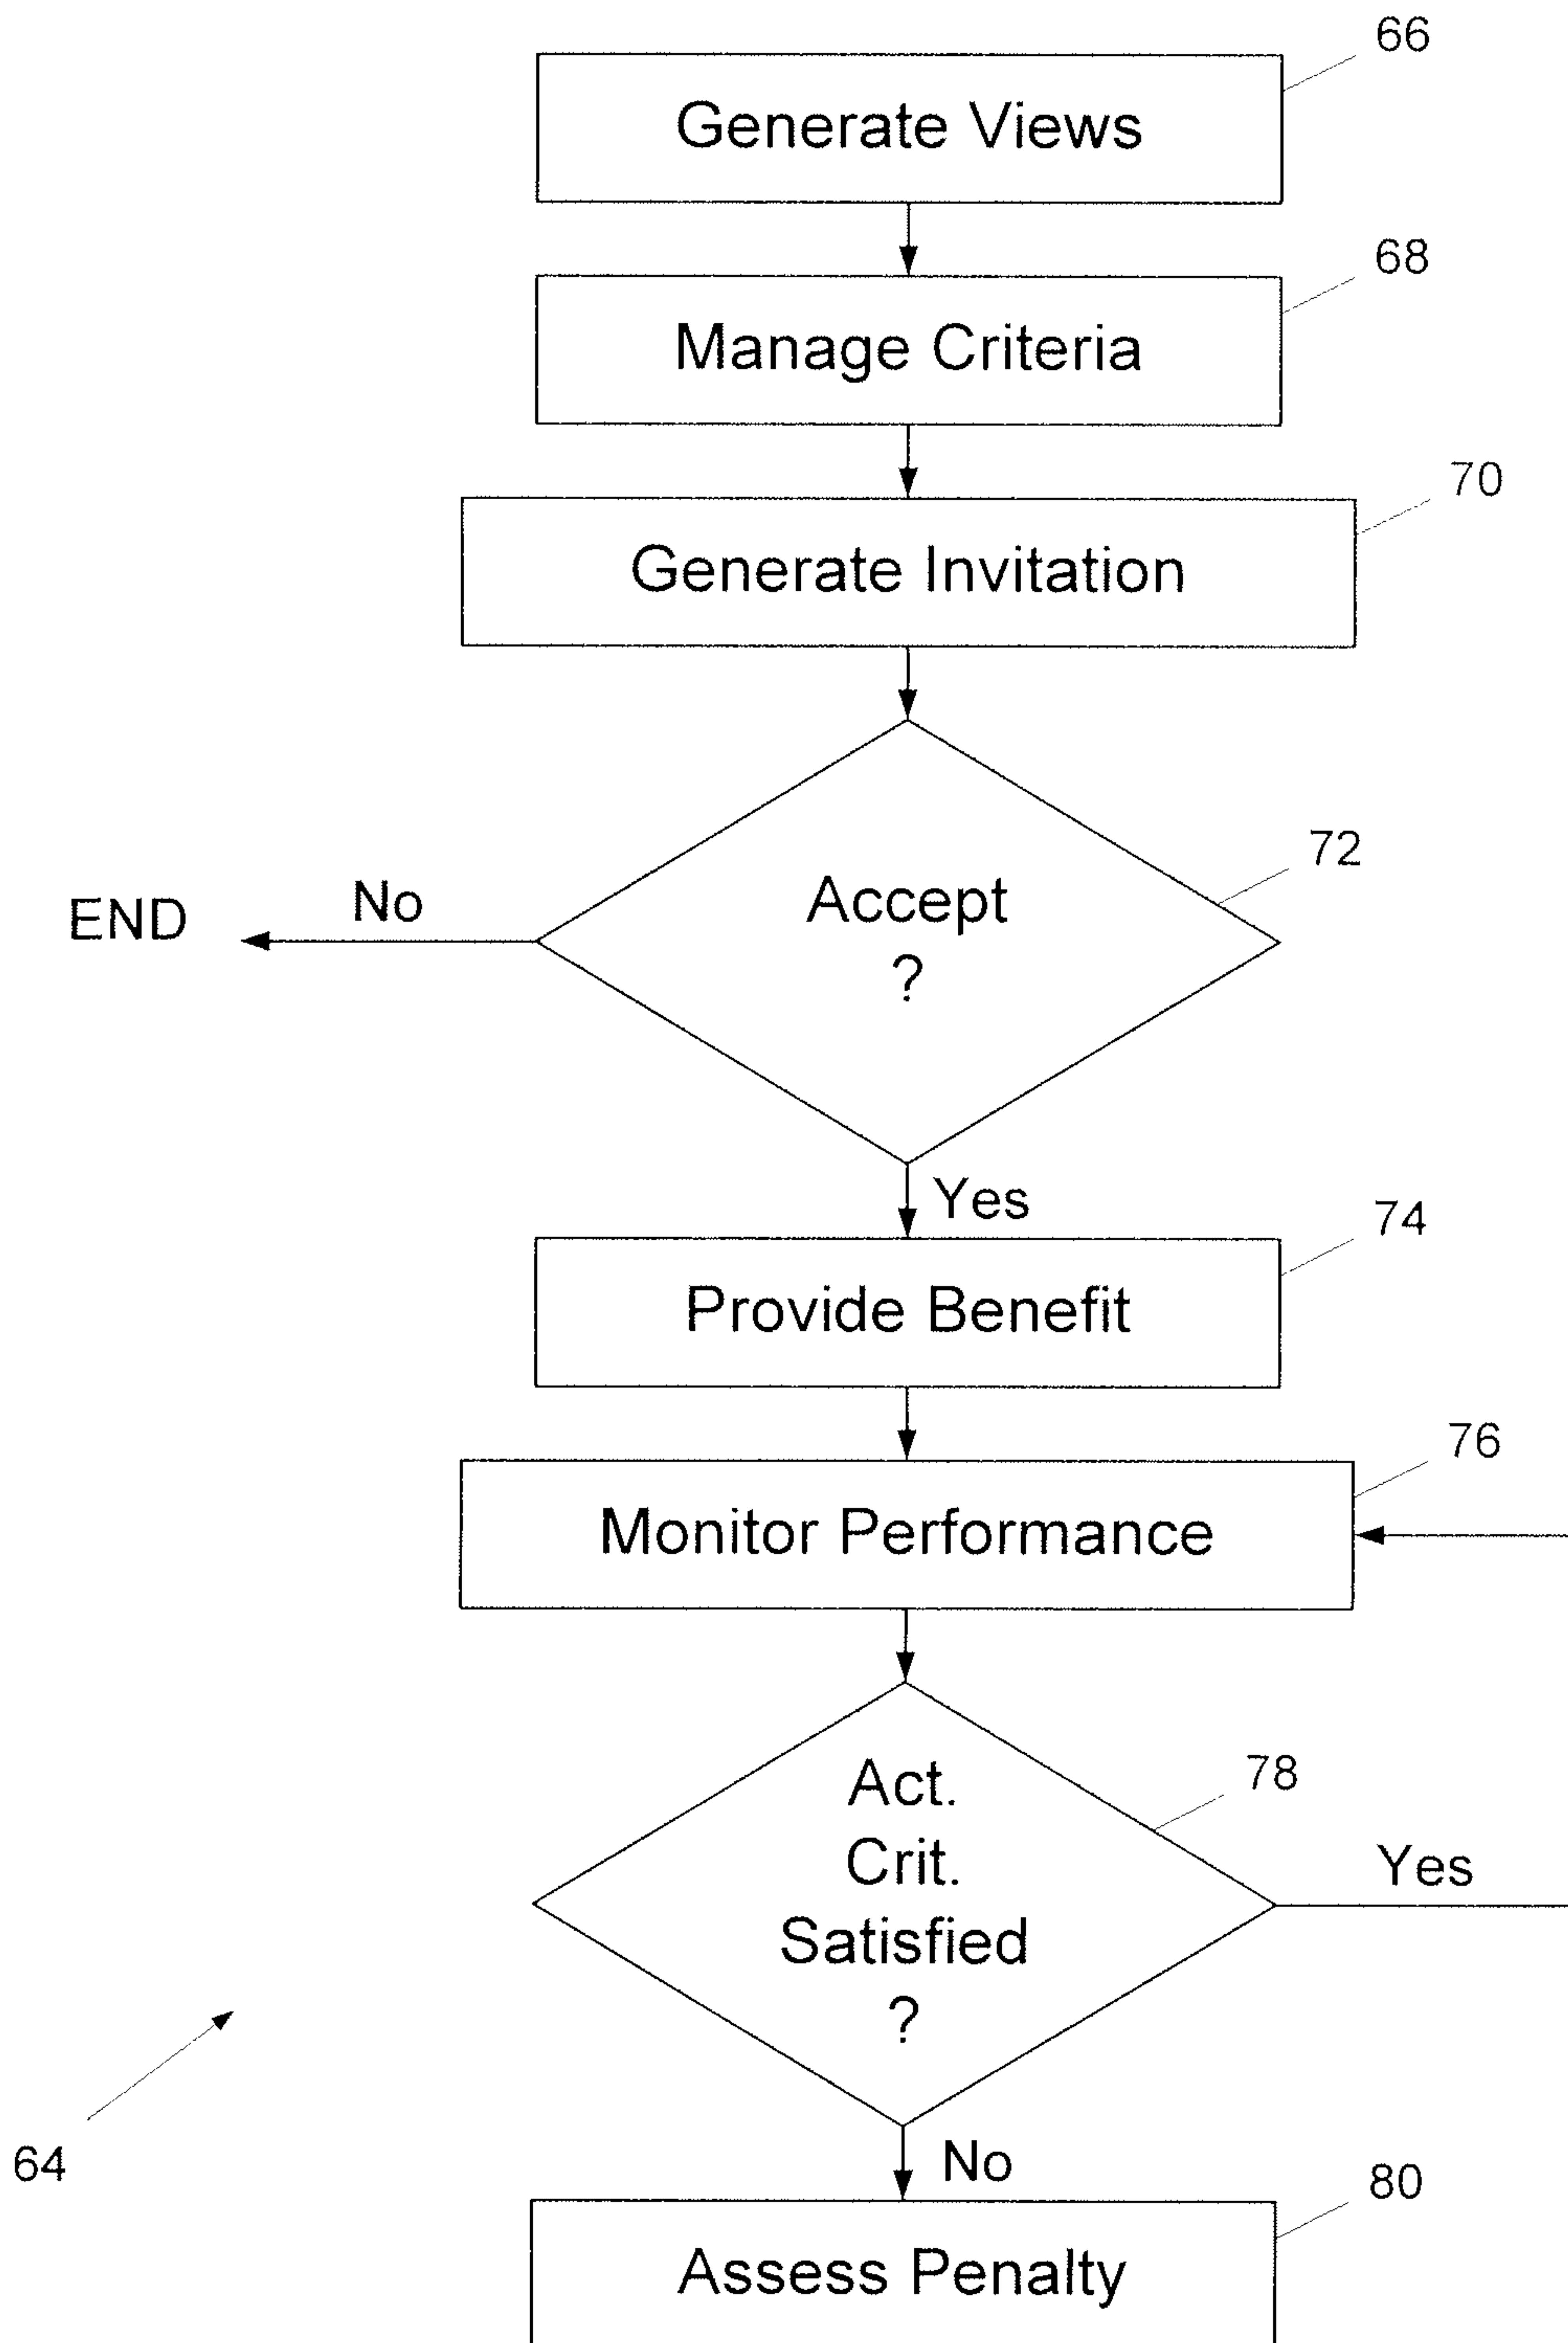 66
Generate Views
68
Manage Criteria
70
Generate Invitation
72
Accept
?
No
END
Yes
74
Provide Benefit
76
Monitor Performance
78
Act.
Crit.
Satisfied
?
Yes
64
No
80
Assess Penalty